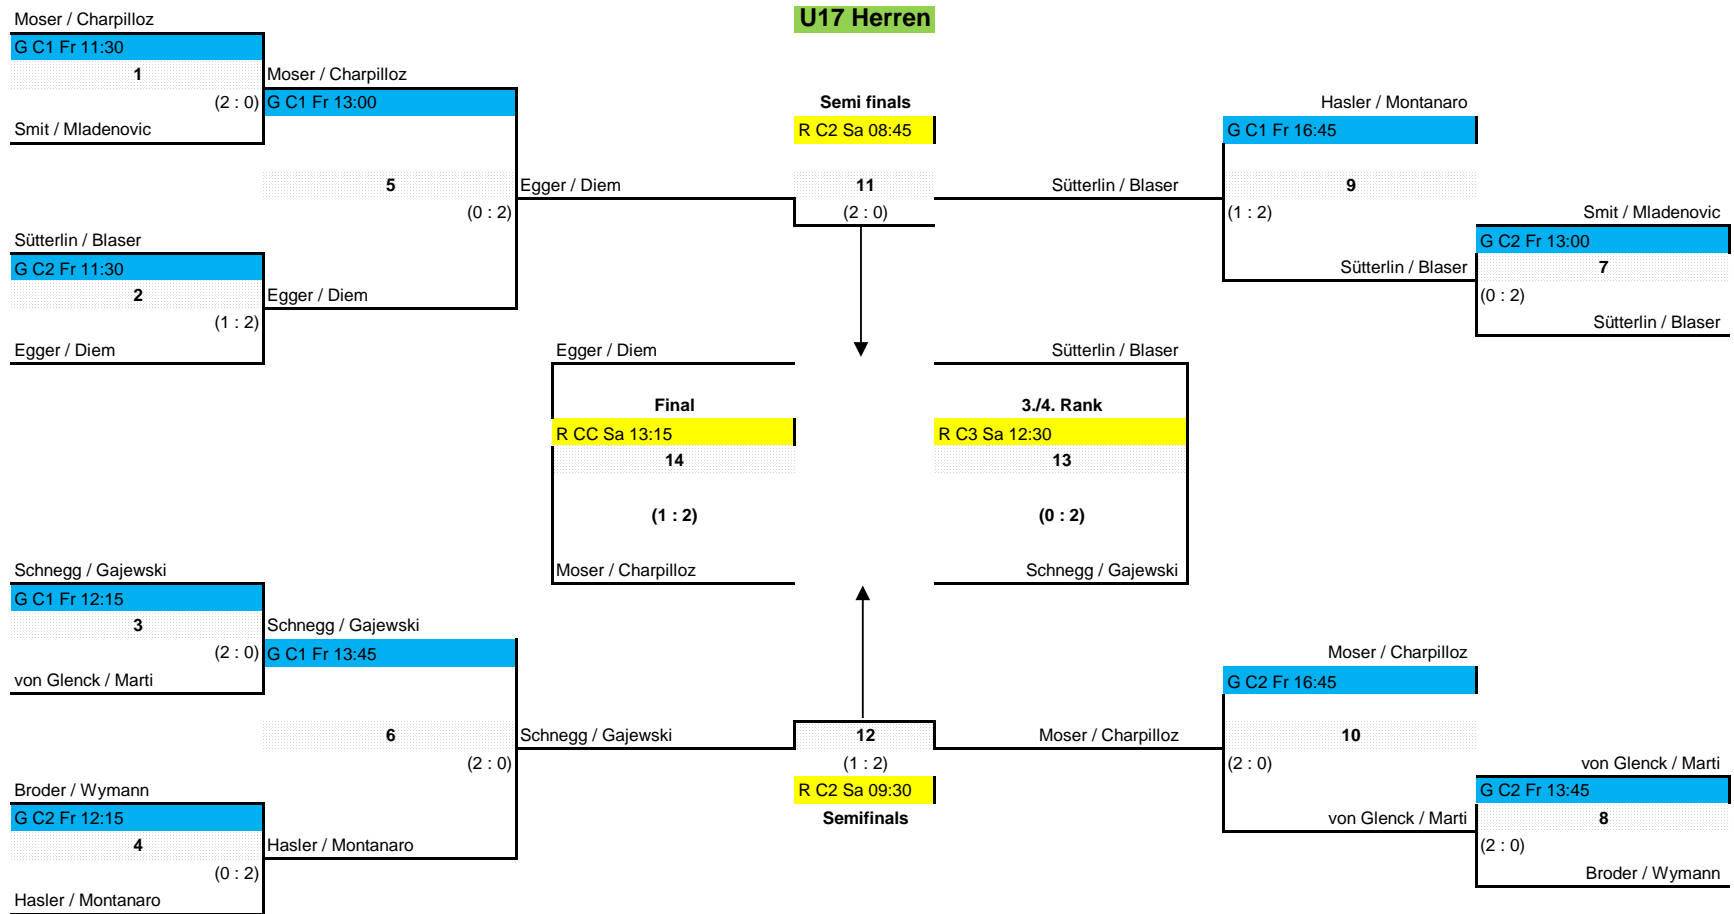 U17 Herren
Moser / Charpilloz
G C1 Fr 11:30
1
(2 : 0)
Smit / Mladenovic
Moser / Charpilloz
G C1 Fr 13:00
5
(0 : 2)
Sütterlin / Blaser
G C2 Fr 11:30
2
(1 : 2)
Egger / Diem
Egger / Diem
Egger / Diem
Semi finals
R C2 Sa 08:45
11
(2 : 0)
Sütterlin / Blaser
Hasler / Montanaro
G C1 Fr 16:45
9
(1 : 2)
Sütterlin / Blaser
Smit / Mladenovic
G C2 Fr 13:00
7
(0 : 2)
Sütterlin / Blaser
Egger / Diem
Final
R CC Sa 13:15
14
(1 : 2)
Moser / Charpilloz
Sütterlin / Blaser
3./4. Rank
R C3 Sa 12:30
13
(0 : 2)
Schnegg / Gajewski
Schnegg / Gajewski
G C1 Fr 12:15
3
(2 : 0)
von Glenck / Marti
Schnegg / Gajewski
G C1 Fr 13:45
6
(2 : 0)
Broder / Wymann
G C2 Fr 12:15
4
(0 : 2)
Hasler / Montanaro
Hasler / Montanaro
Schnegg / Gajewski
12
(1 : 2)
R C2 Sa 09:30
Semifinals
Moser / Charpilloz
Moser / Charpilloz
G C2 Fr 16:45
10
(2 : 0)
von Glenck / Marti
von Glenck / Marti
G C2 Fr 13:45
8
(2 : 0)
Broder / Wymann